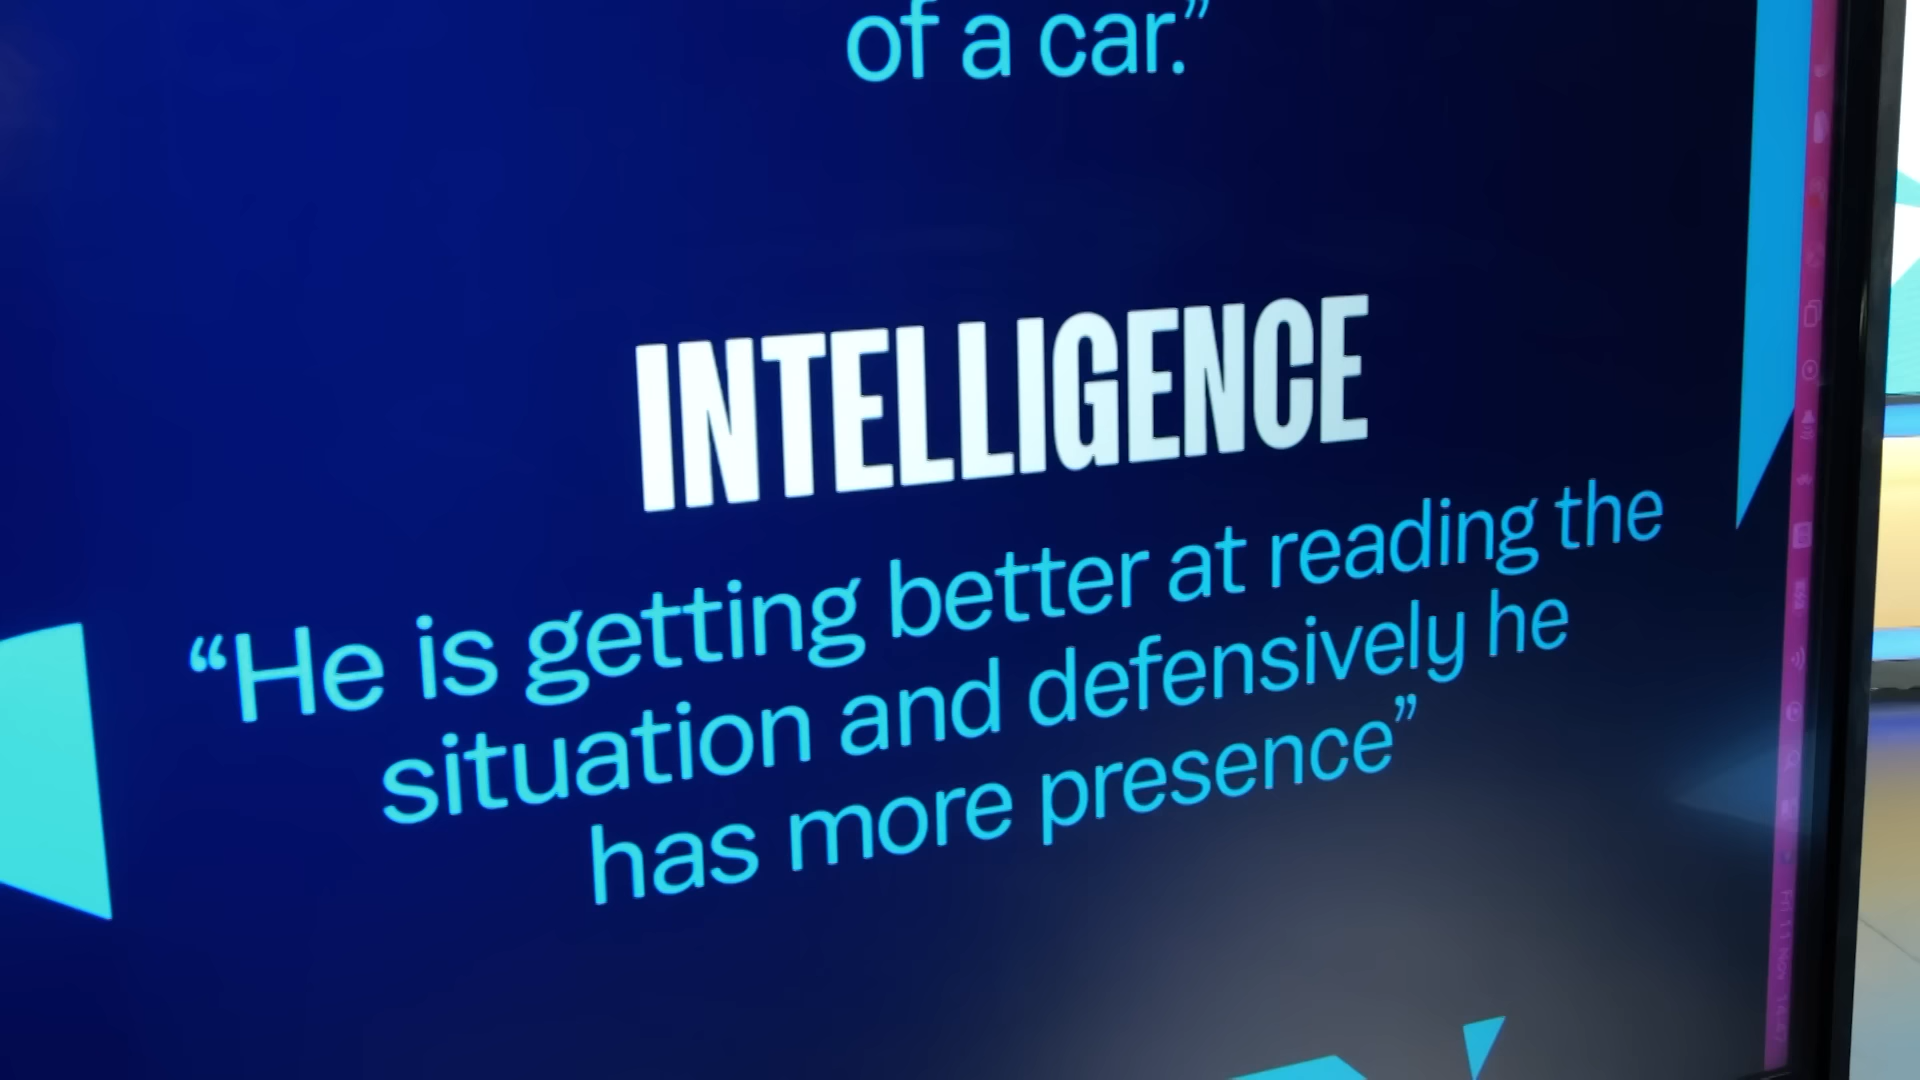 of a car.”
INTELLIGENCE
“He is getting better at reading the
situation and defensively he
has more presence”